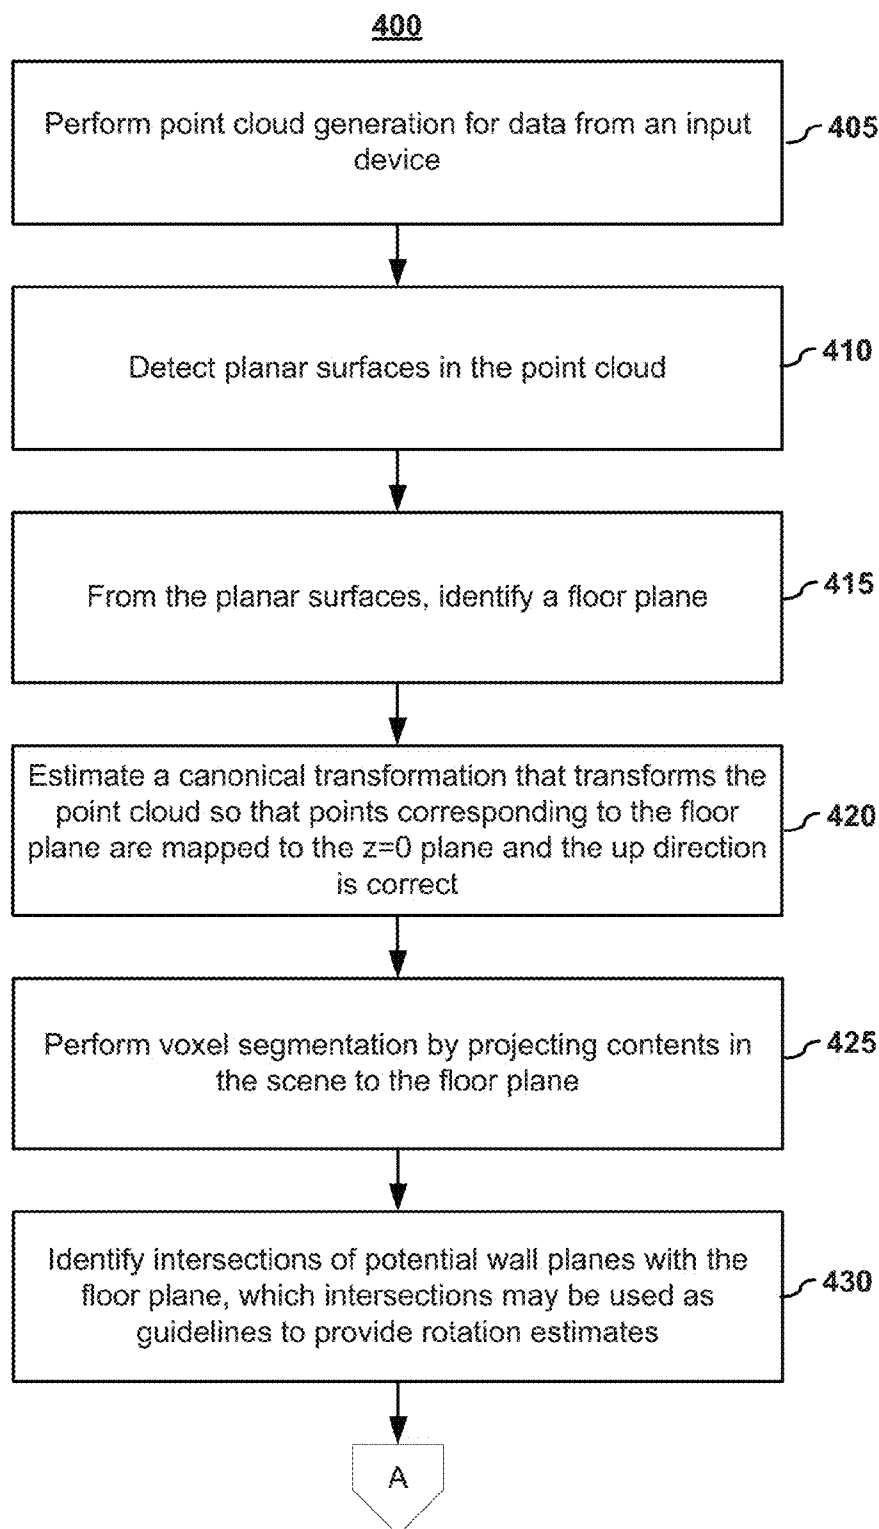 400
Perform point cloud generation for data from an input
device
405
Detect planar surfaces in the point cloud
410
From the planar surfaces, identify a floor plane
415
Estimate a canonical transformation that transforms the
point cloud so that points corresponding to the floor
plane are mapped to the z=0 plane and the up direction
is correct
420
Perform voxel segmentation by projecting contents in
the scene to the floor plane
425
Identify intersections of potential wall planes with the
floor plane, which intersections may be used as
guidelines to provide rotation estimates
430
A